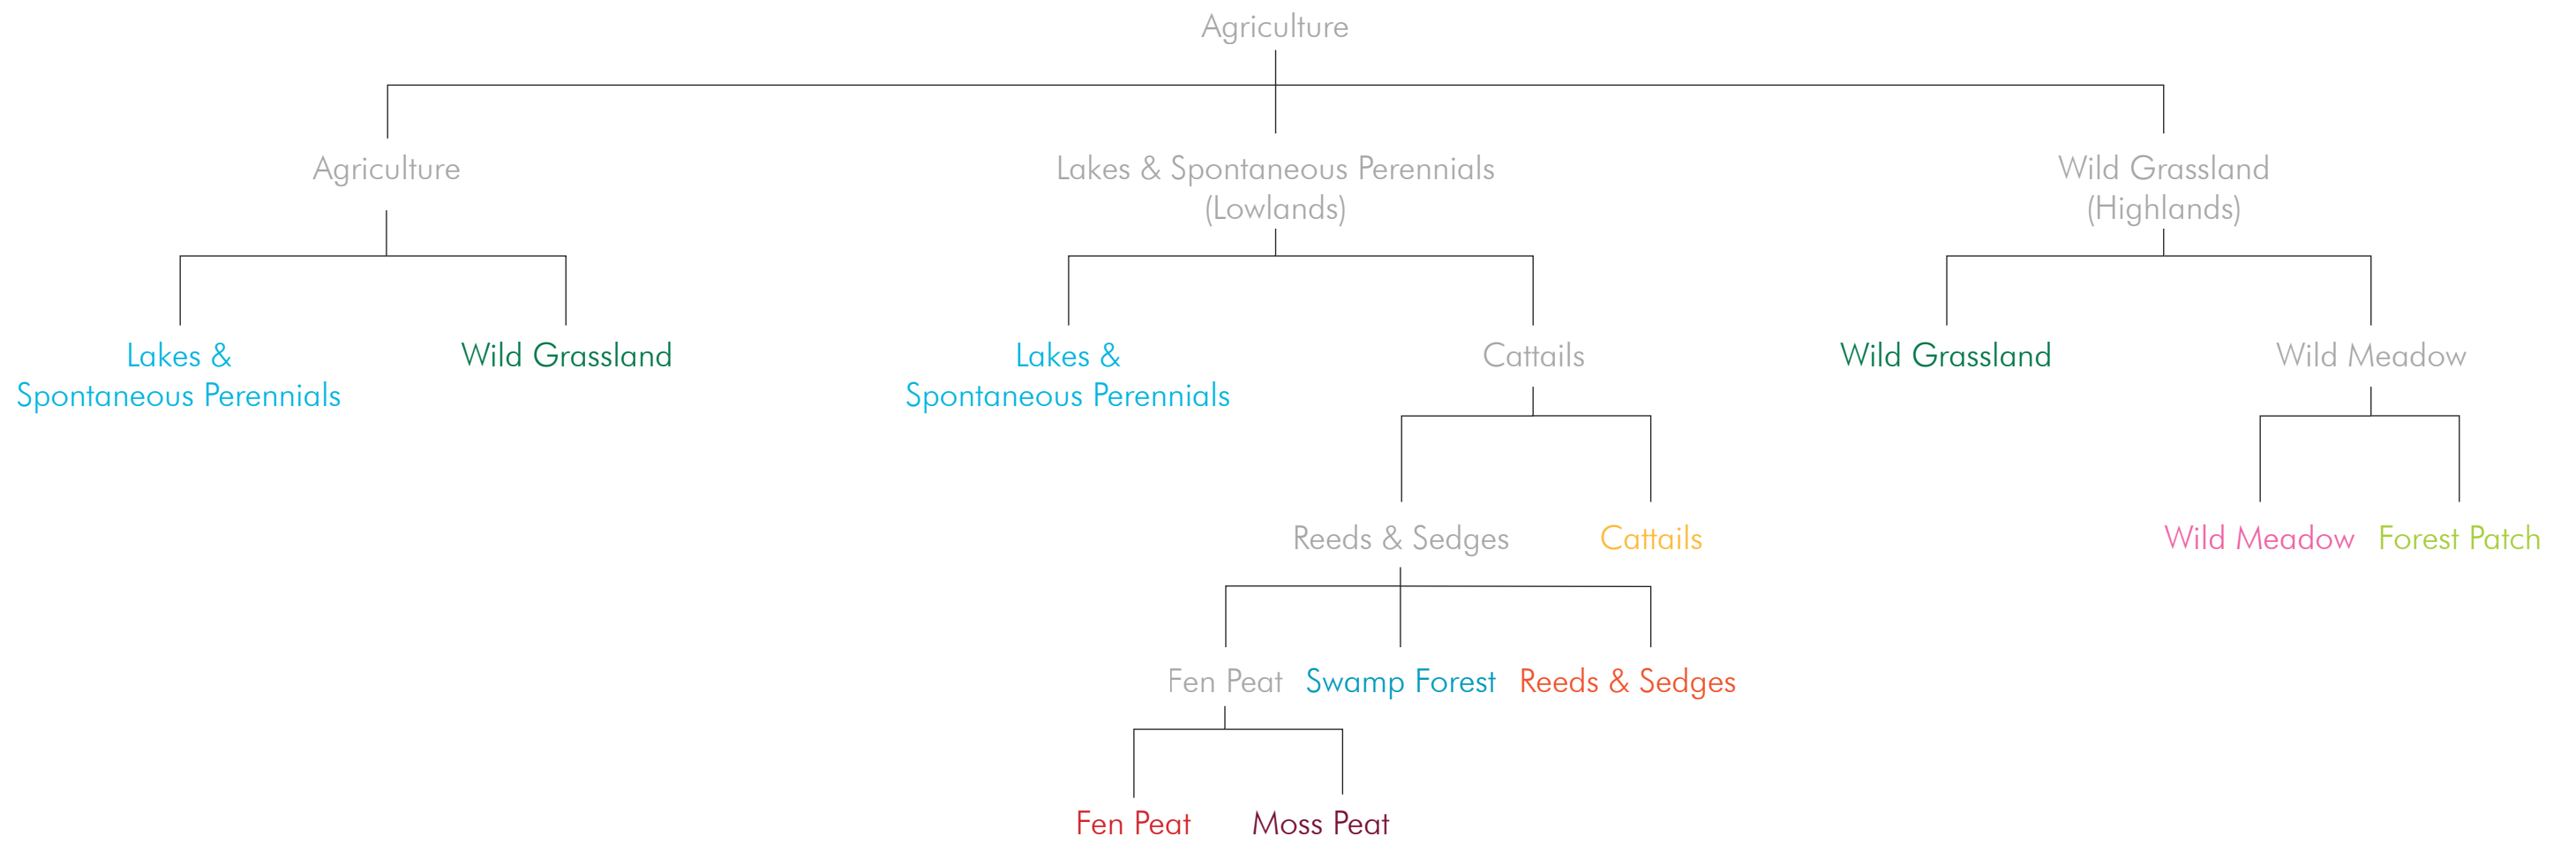 Agriculture
Agriculture
Lakes & Spontaneous Perennials
(Lowlands)
Wild Grassland
(Highlands)
Lakes &
Spontaneous Perennials
Wild Grassland
Lakes &
Spontaneous Perennials
Cattails
Wild Grassland
Wild Meadow
Reeds & Sedges
Cattails
Wild Meadow
Forest Patch
Fen Peat
Swamp Forest
Reeds & Sedges
Fen Peat
Moss Peat